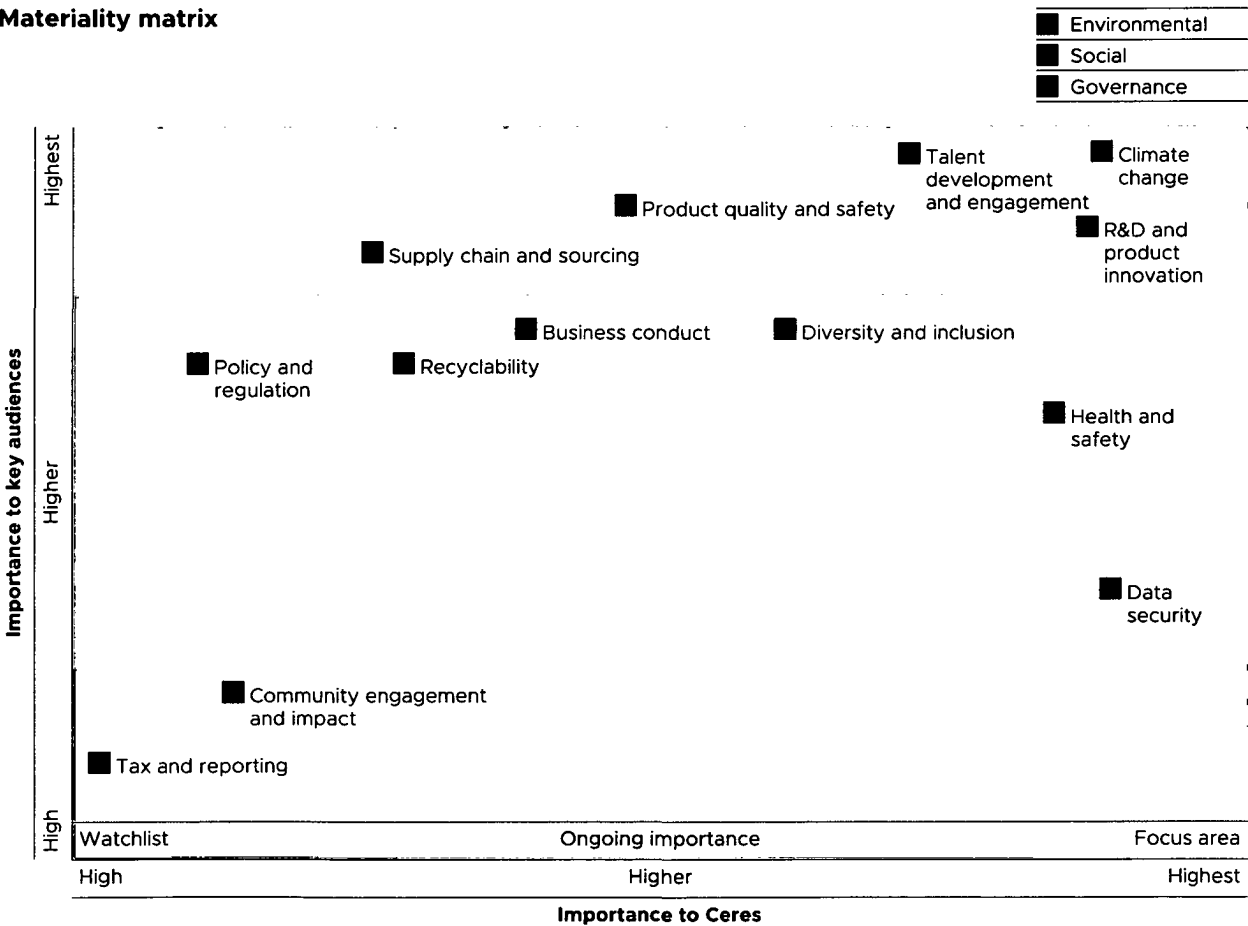 Materiality matrix
Environmental
Social
Governance
Highest
Higher
High
Importance to key audiences
Talent
development
and engagement
Climate
change
Product quality and safety
R&D and
product
innovation
Supply chain and sourcing
Business conduct
Diversity and inclusion
Policy and
regulation
Recyclability
Health and
safety
Data
security
Community engagement
and impact
Tax and reporting
Watchlist
Ongoing importance
Focus area
High
Higher
Highest
Importance to Ceres